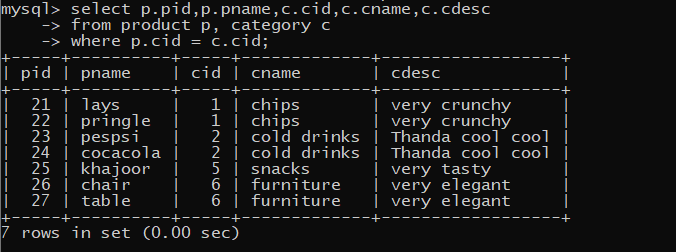 mysql> select p.pid,p.pname,c.cid,c.cname,c.cdesc
    -> from product p, category c
    -> where p.cid = c.cid;
+-----+----------+-----+-------------+-----------------+
| pid | pname    | cid | cname       | cdesc           |
+-----+----------+-----+-------------+-----------------+
|  21 | lays     |   1 | chips       | very crunchy    |
|  22 | pringle  |   1 | chips       | very crunchy    |
|  23 | pespsi   |   2 | cold drinks | Thanda cool cool |
|  24 | cocacola |   2 | cold drinks | Thanda cool cool |
|  25 | khajoor  |   5 | snacks      | very tasty      |
|  26 | chair    |   6 | furniture   | very elegant    |
|  27 | table    |   6 | furniture   | very elegant    |
+-----+----------+-----+-------------+-----------------+
7 rows in set (0.00 sec)